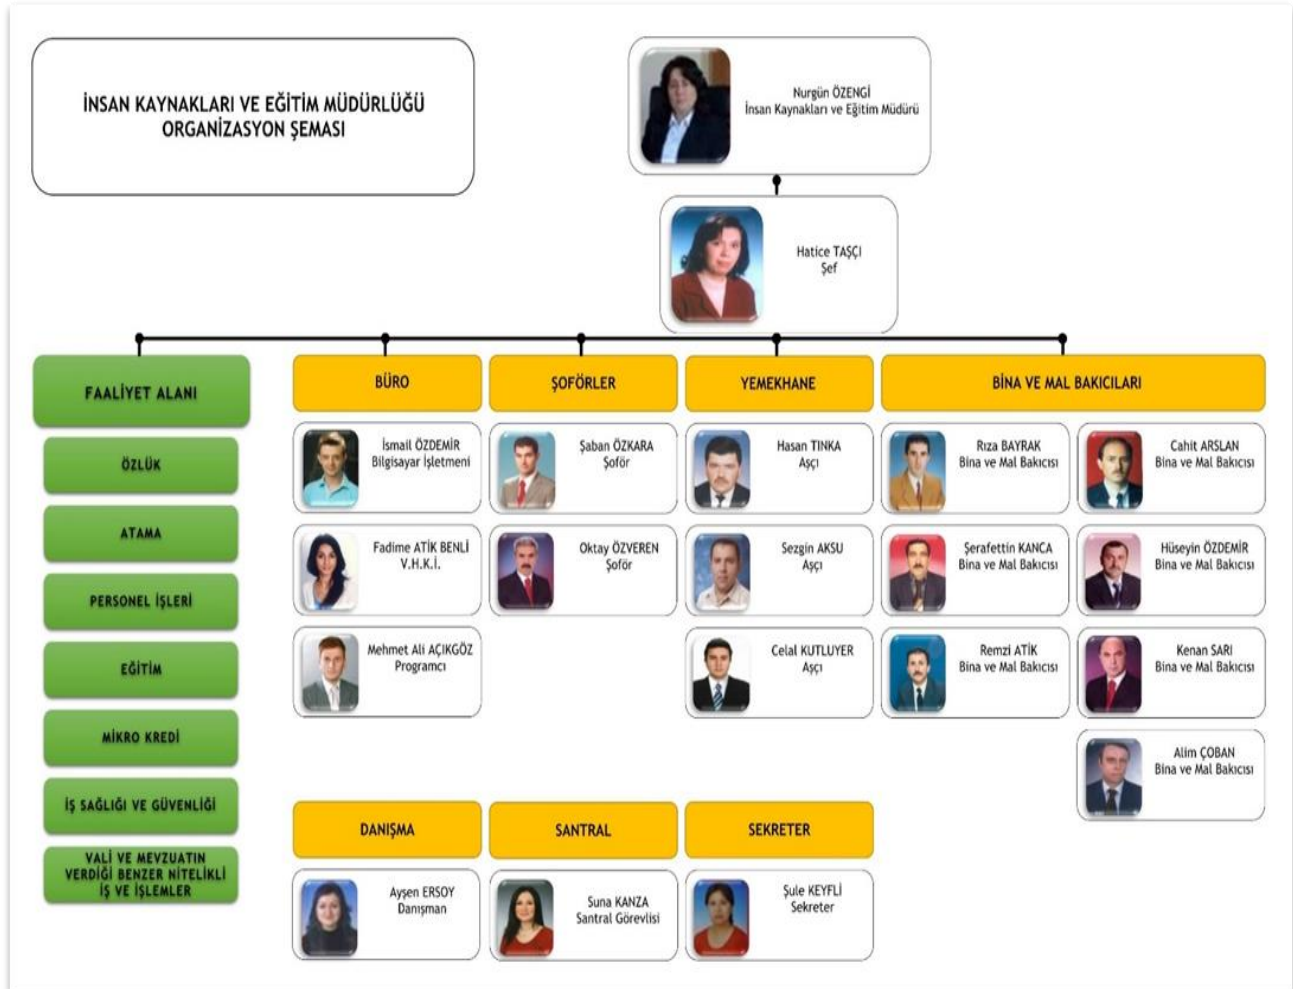 İNSAN KAYNAKLARI VE EĞİTİM MÜDÜRLÜĞÜ
ORGANİZASYON ŞEMASI
Nurgün ÖZENGİ
İnsan Kaynakları ve Eğitim Müdürü
Hatice TAŞÇI
Şef
FAALİYET ALANI
ÖZLÜK
ATAMA
PERSONEL İŞLERİ
EĞİTİM
MİKRO KREDİ
İŞ SAĞLIĞI VE GÜVENLİĞİ
VALİ VE MEVZUATIN
VERDİĞİ BENZER NİTELİKLİ
İŞ VE İŞLEMLER
BÜRO
İsmail ÖZDEMİR
Bilgisayar İşletmeni
Fadime ATİK BENLİ
V.H.K.İ.
Mehmet Ali AÇIKGÖZ
Programcı
ŞOFÖRLER
Şaban ÖZKARA
Şoför
Oktay ÖZVEREN
Şoför
YEMEKHANE
Hasan TINKA
Aşçı
Sezgin AKSU
Aşçı
Celal KUTLUYER
Aşçı
BİNA VE MAL BAKICILARI
Rıza BAYRAK
Bina ve Mal Bakıcısı
Şerafettin KANCA
Bina ve Mal Bakıcısı
Remzi ATİK
Bina ve Mal Bakıcısı
Cahit ARSLAN
Bina ve Mal Bakıcısı
Hüseyin ÖZDEMİR
Bina ve Mal Bakıcısı
Kenan SARI
Bina ve Mal Bakıcısı
Alim ÇOBAN
Bina ve Mal Bakıcısı
DANIŞMA
Ayşen ERSOY
Danışman
SANTRAL
Suna KANZA
Santral Görevlisi
SEKRETER
Şule KEYFLİ
Sekreter